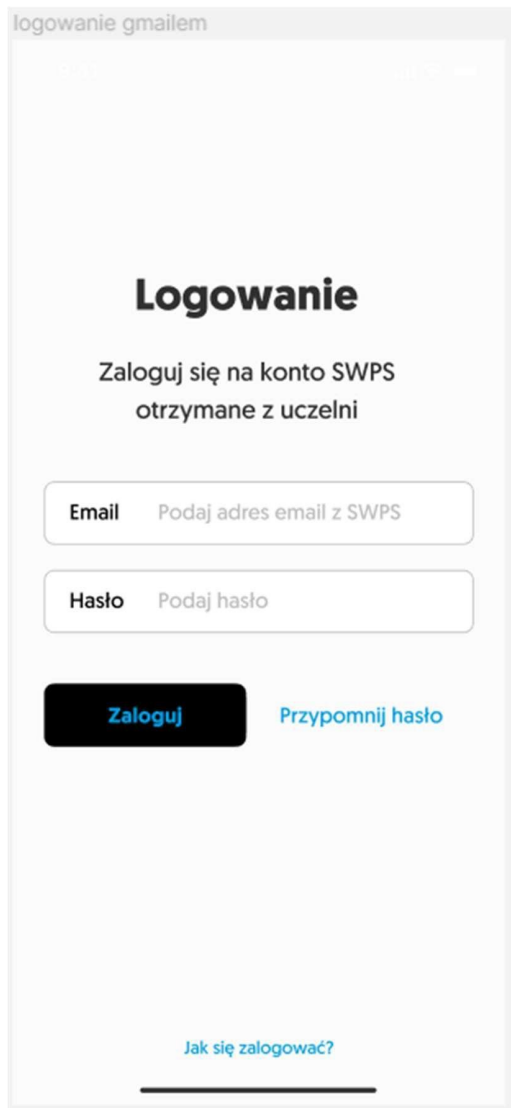 logowanie gmailem
Logowanie
Zaloguj się na konto SWPS
otrzymane z uczelni
Email Podaj adres email z SWPS
Hasło Podaj hasło
Zaloguj Przypomnij hasło
Jak się zalogować?